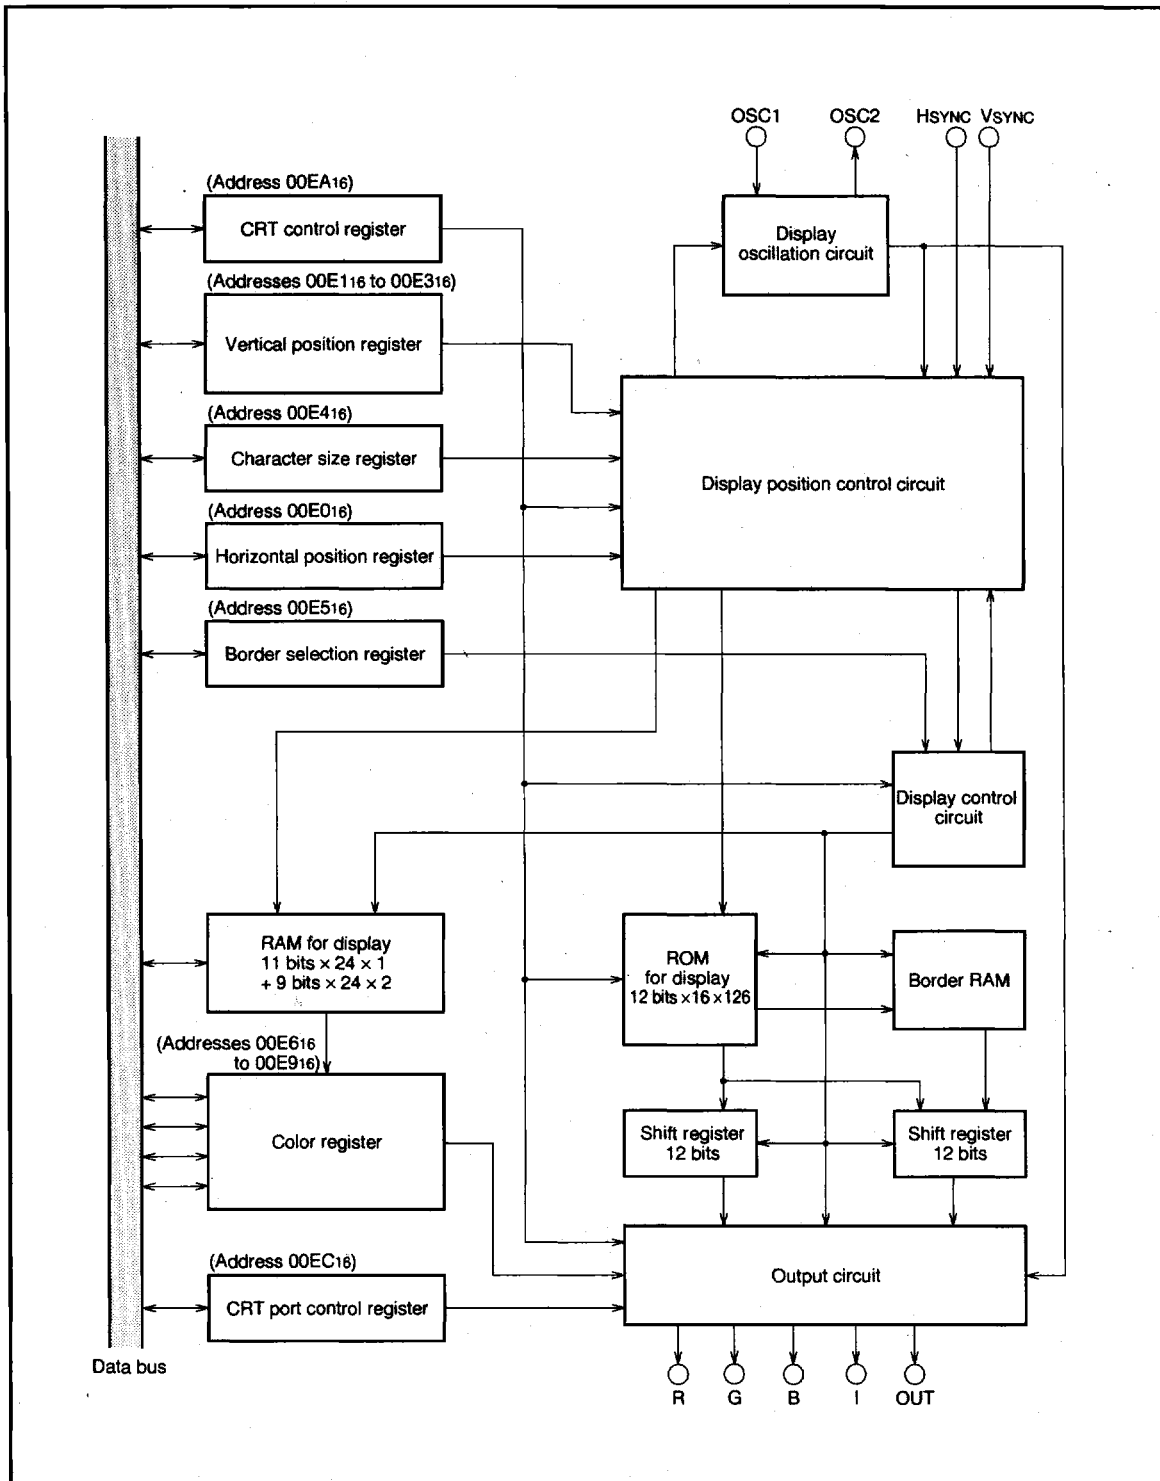 OSC1
OSC2
HSYNC
VSYNC
(Address 00EA16)
CRT control register
Display
oscillation circuit
(Addresses 00E116 to 00E316)
Vertical position register
(Address 00E416)
Character size register
Display position control circuit
(Address 00E016)
Horizontal position register
(Address 00E516)
Border selection register
Display control
circuit
RAM for display
11 bits × 24 × 1
+ 9 bits × 24 × 2
ROM
for display
12 bits ×16 ×126
Border RAM
(Addresses 00E616
to 00E916)
Color register
Shift register
12 bits
Shift register
12 bits
(Address 00EC16)
CRT port control register
Output circuit
Data bus
R
G
B
I
OUT